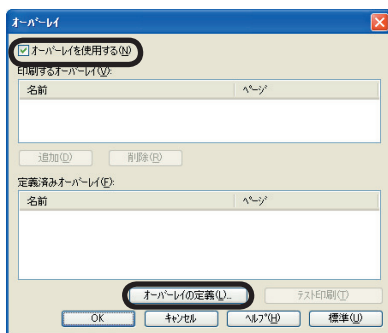 オーバーレイ
オーバーレイを使用する(N)
印刷するオーバーレイ(V):
名前 ページ
追加(D) 削除(R)
定義済みオーバーレイ(F):
名前 ページ
オーバーレイの定義(L)... テスト印刷(T)
OK キャンセル ヘルプ(H) 標準(U)